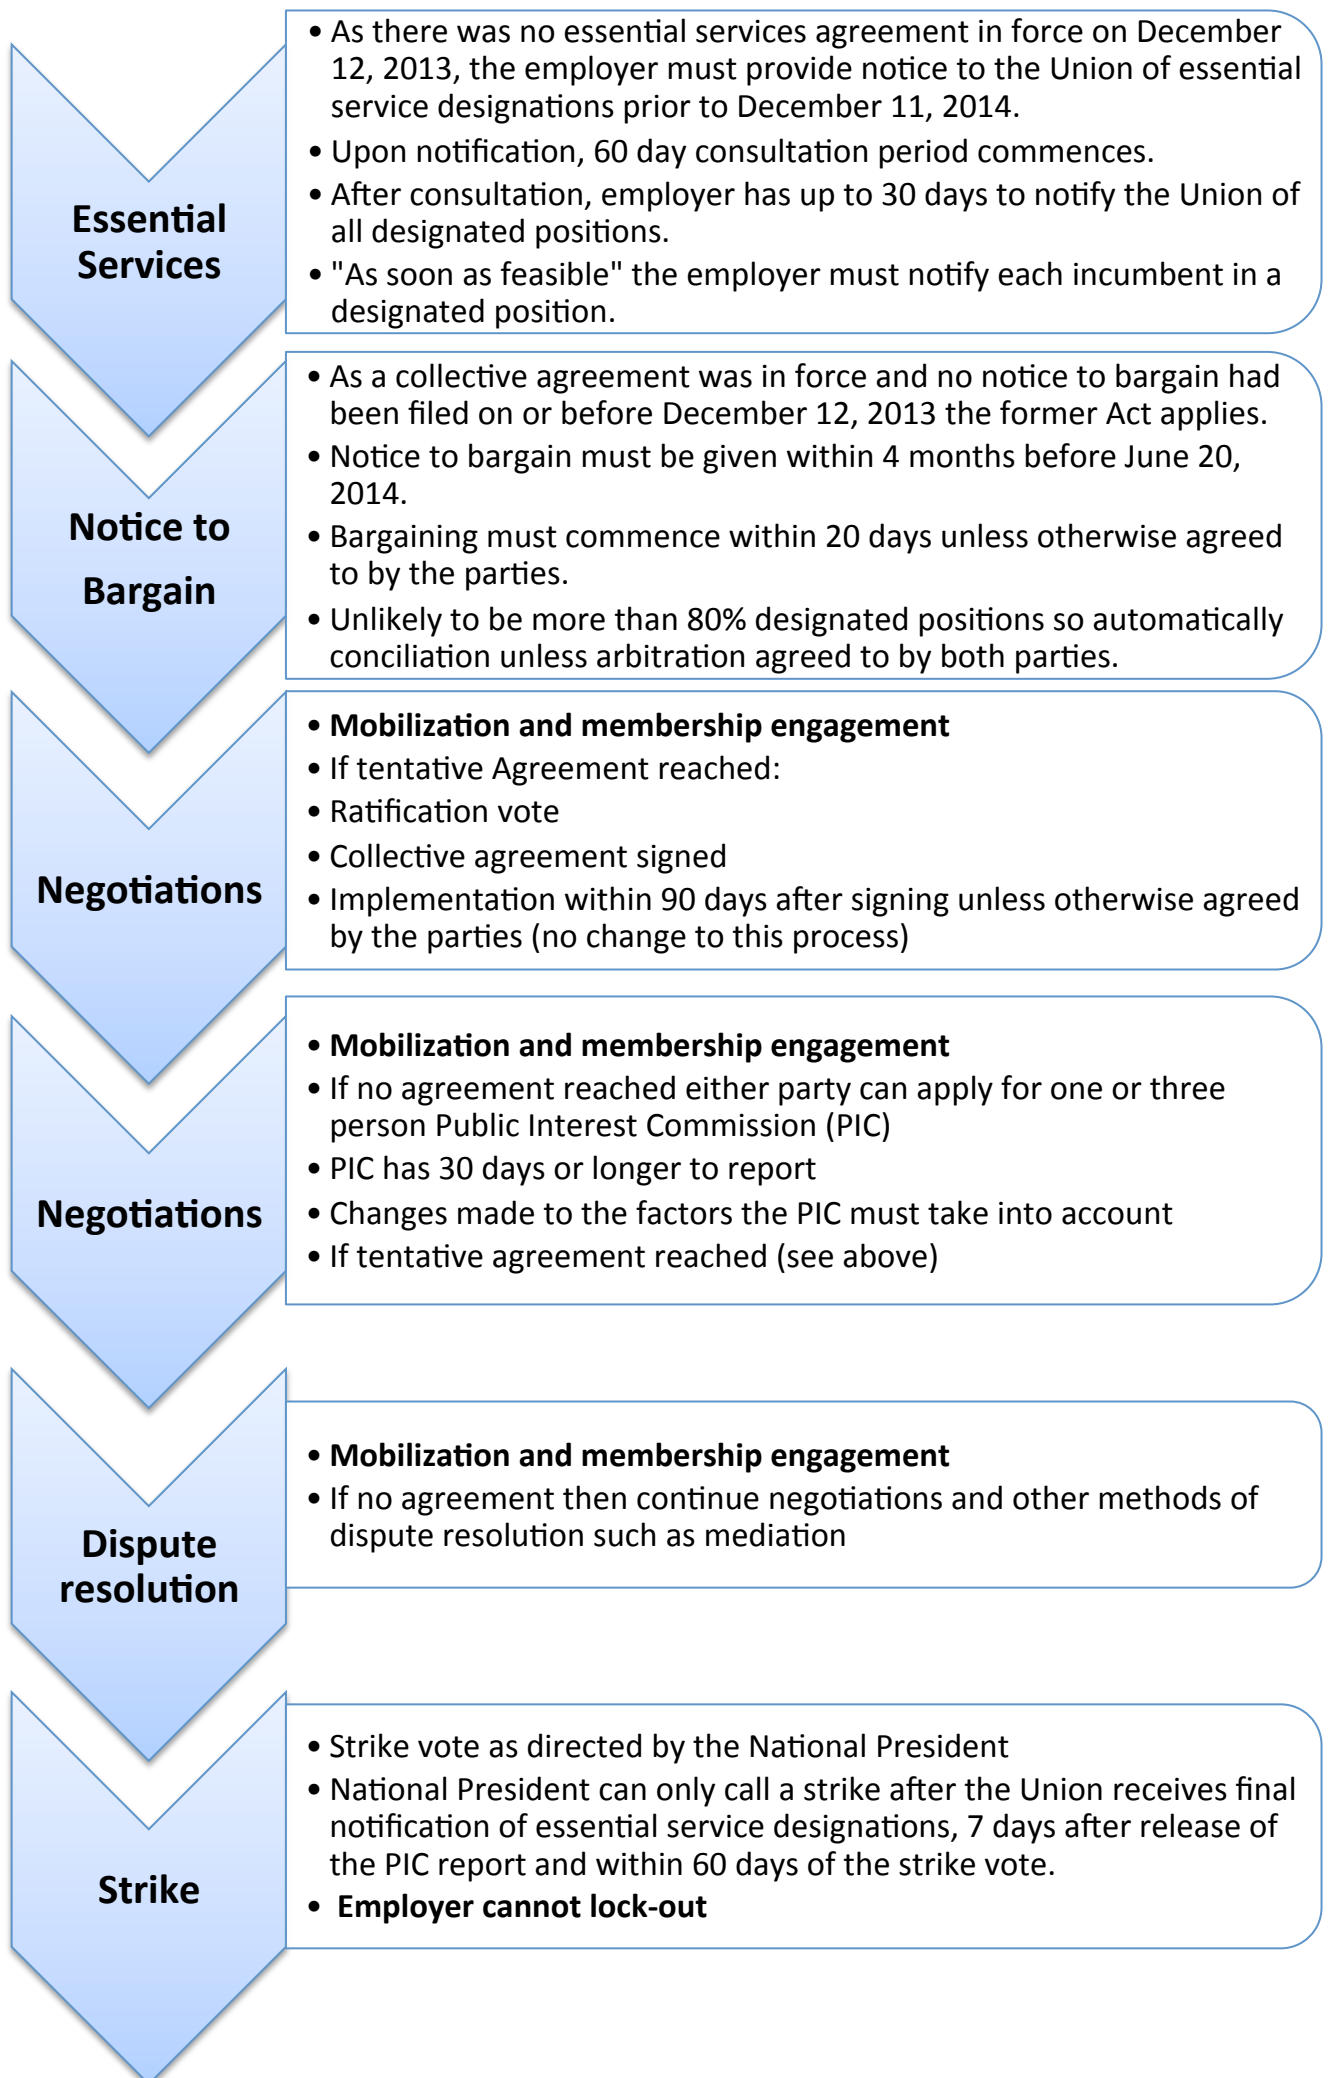 Essential
Services
• As there was no essential services agreement in force on December
12, 2013, the employer must provide notice to the Union of essential
service designations prior to December 11, 2014.
• Upon notification, 60 day consultation period commences.
• After consultation, employer has up to 30 days to notify the Union of
all designated positions.
• "As soon as feasible" the employer must notify each incumbent in a
designated position.
Notice to
Bargain
• As a collective agreement was in force and no notice to bargain had
been filed on or before December 12, 2013 the former Act applies.
• Notice to bargain must be given within 4 months before June 20,
2014.
• Bargaining must commence within 20 days unless otherwise agreed
to by the parties.
• Unlikely to be more than 80% designated positions so automatically
conciliation unless arbitration agreed to by both parties.
Negotiations
• Mobilization and membership engagement
• If tentative Agreement reached:
• Ratification vote
• Collective agreement signed
• Implementation within 90 days after signing unless otherwise agreed
by the parties (no change to this process)
Negotiations
• Mobilization and membership engagement
• If no agreement reached either party can apply for one or three
person Public Interest Commission (PIC)
• PIC has 30 days or longer to report
• Changes made to the factors the PIC must take into account
• If tentative agreement reached (see above)
Dispute
resolution
• Mobilization and membership engagement
• If no agreement then continue negotiations and other methods of
dispute resolution such as mediation
Strike
• Strike vote as directed by the National President
• National President can only call a strike after the Union receives final
notification of essential service designations, 7 days after release of
the PIC report and within 60 days of the strike vote.
• Employer cannot lock-out